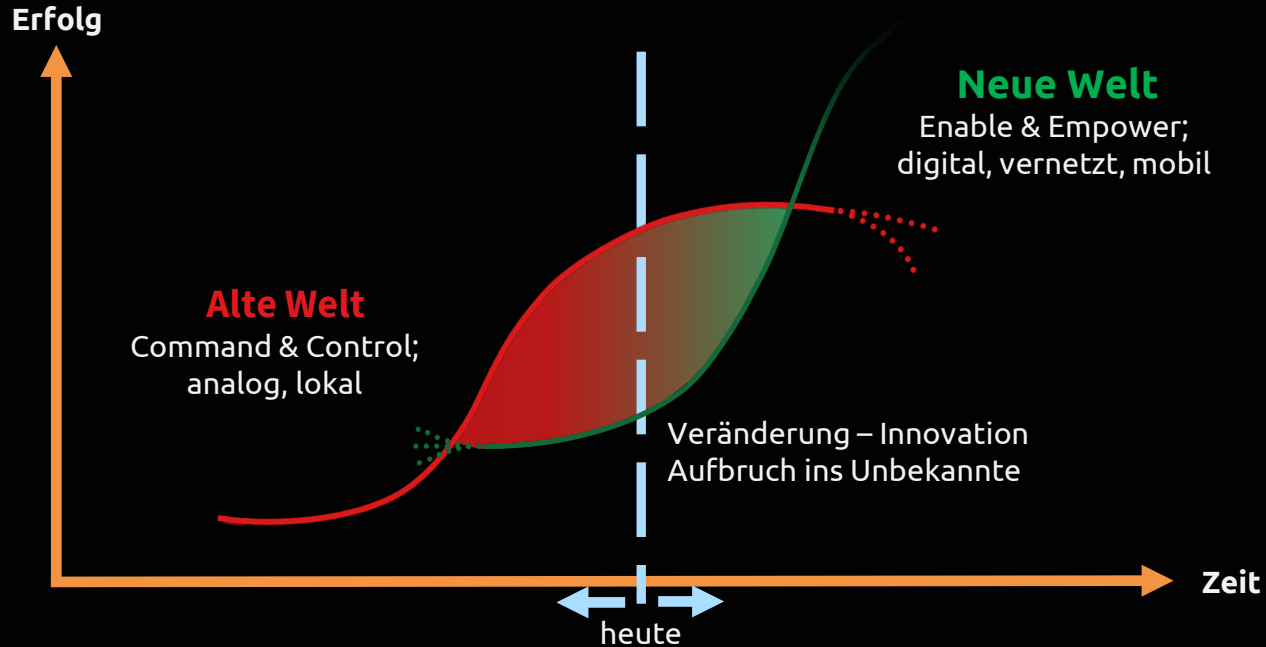 Erfolg
Neue Welt
Enable & Empower;
digital, vernetzt, mobil
Alte Welt
Command & Control;
analog, lokal
Veränderung – Innovation
Aufbruch ins Unbekannte
Zeit
heute